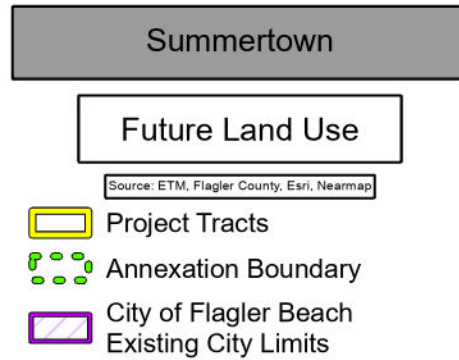 Summertown
Future Land Use
Source: ETM, Flagler County, Esri, Nearmap
Project Tracts
Annexation Boundary
City of Flagler Beach
Existing City Limits